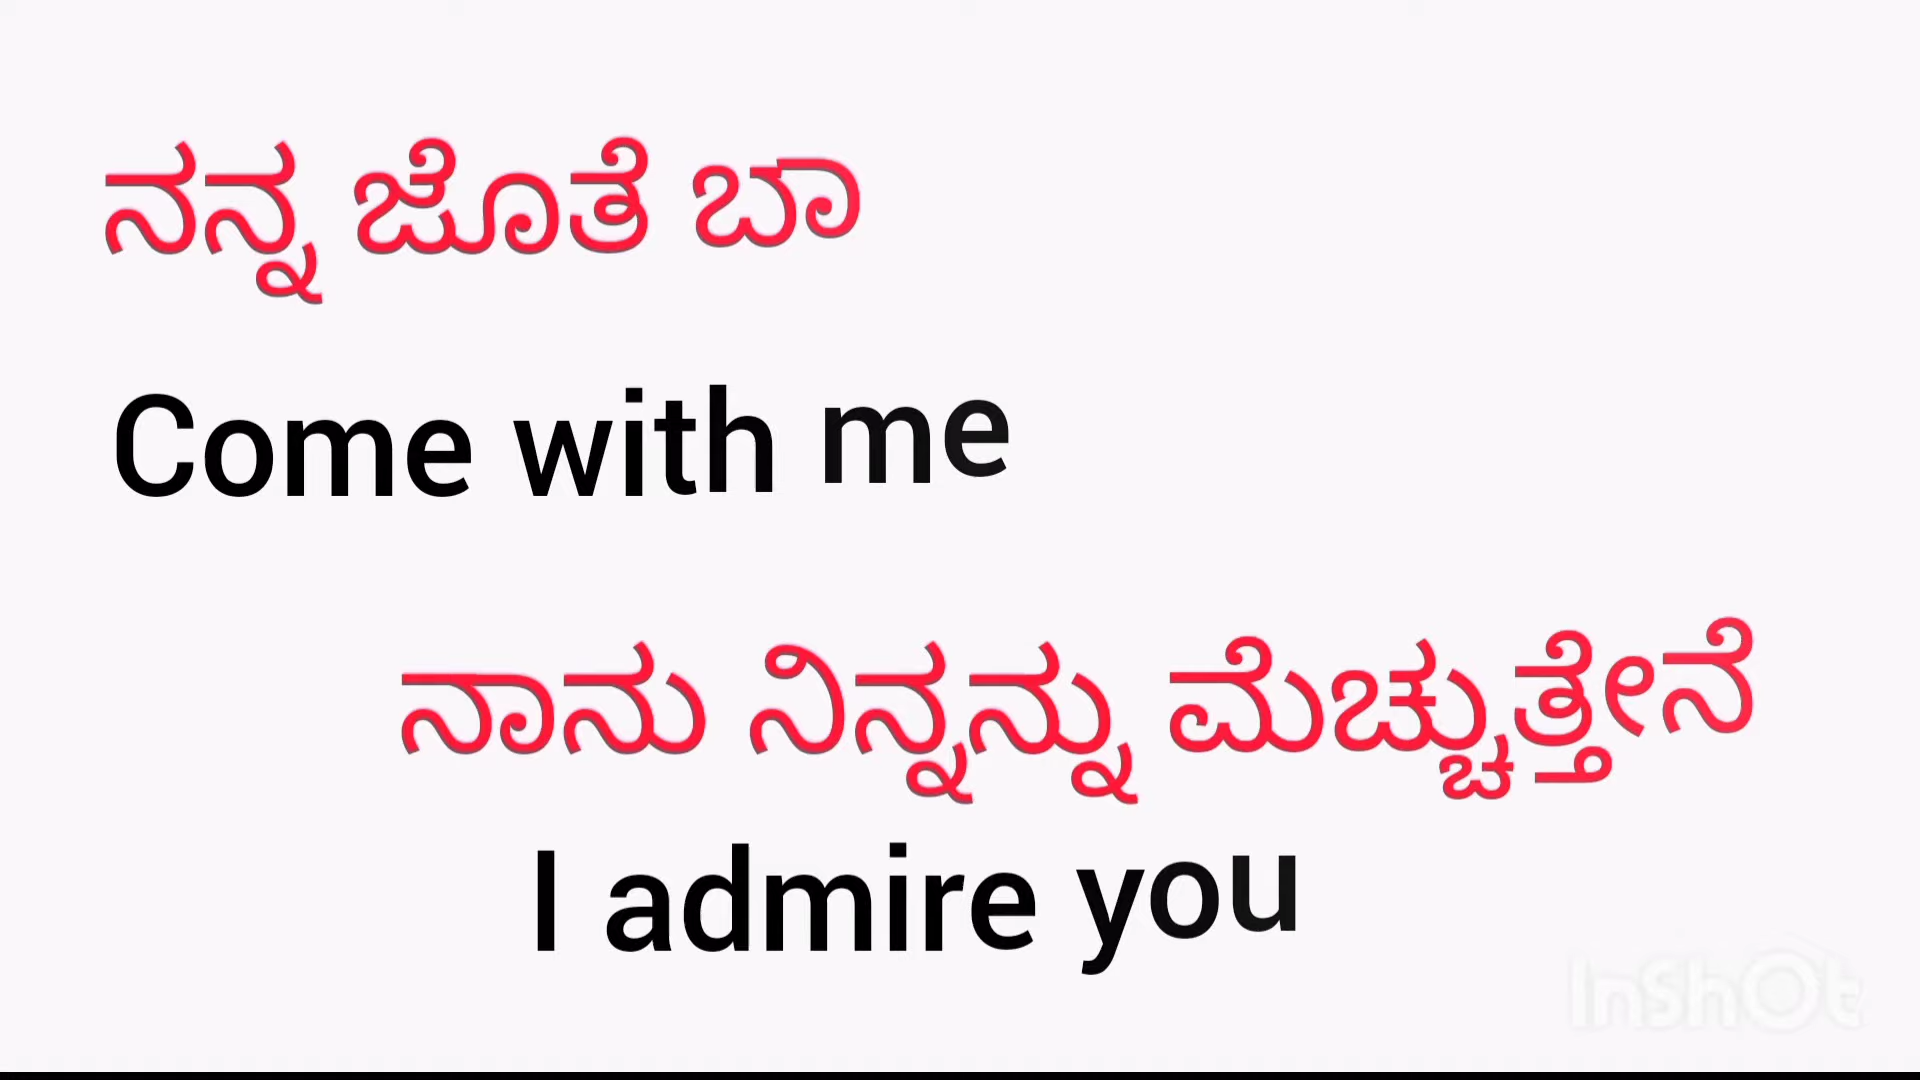 ನನ್ನ ಜೊತೆ ಬಾ
Come with me
ನಾನು ನಿನ್ನನ್ನು ಮೆಚ್ಚುತ್ತೇನೆ
I admire you
InShOt